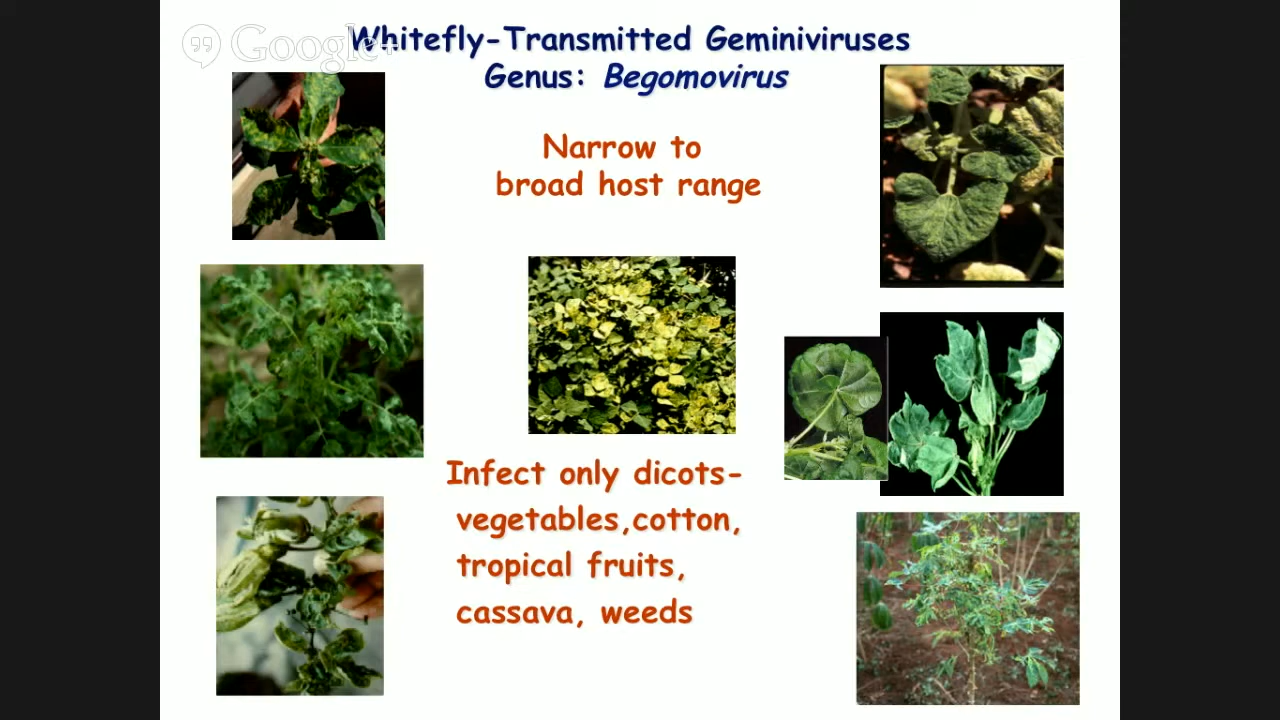 Google+
Whitefly-Transmitted Geminiviruses
Genus: Begomovirus
Narrow to
broad host range
Infect only dicots-
vegetables,cotton,
tropical fruits,
cassava, weeds